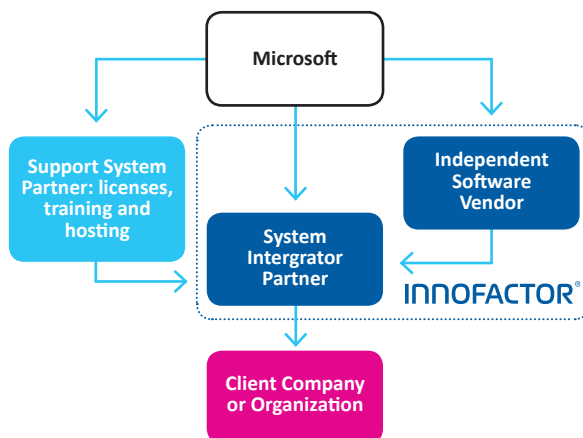 Microsoft
Support System
Partner: licenses,
training and
hosting
Independent
Software
Vendor
System
Intergrator
Partner
INNOFACTOR®
Client Company
or Organization